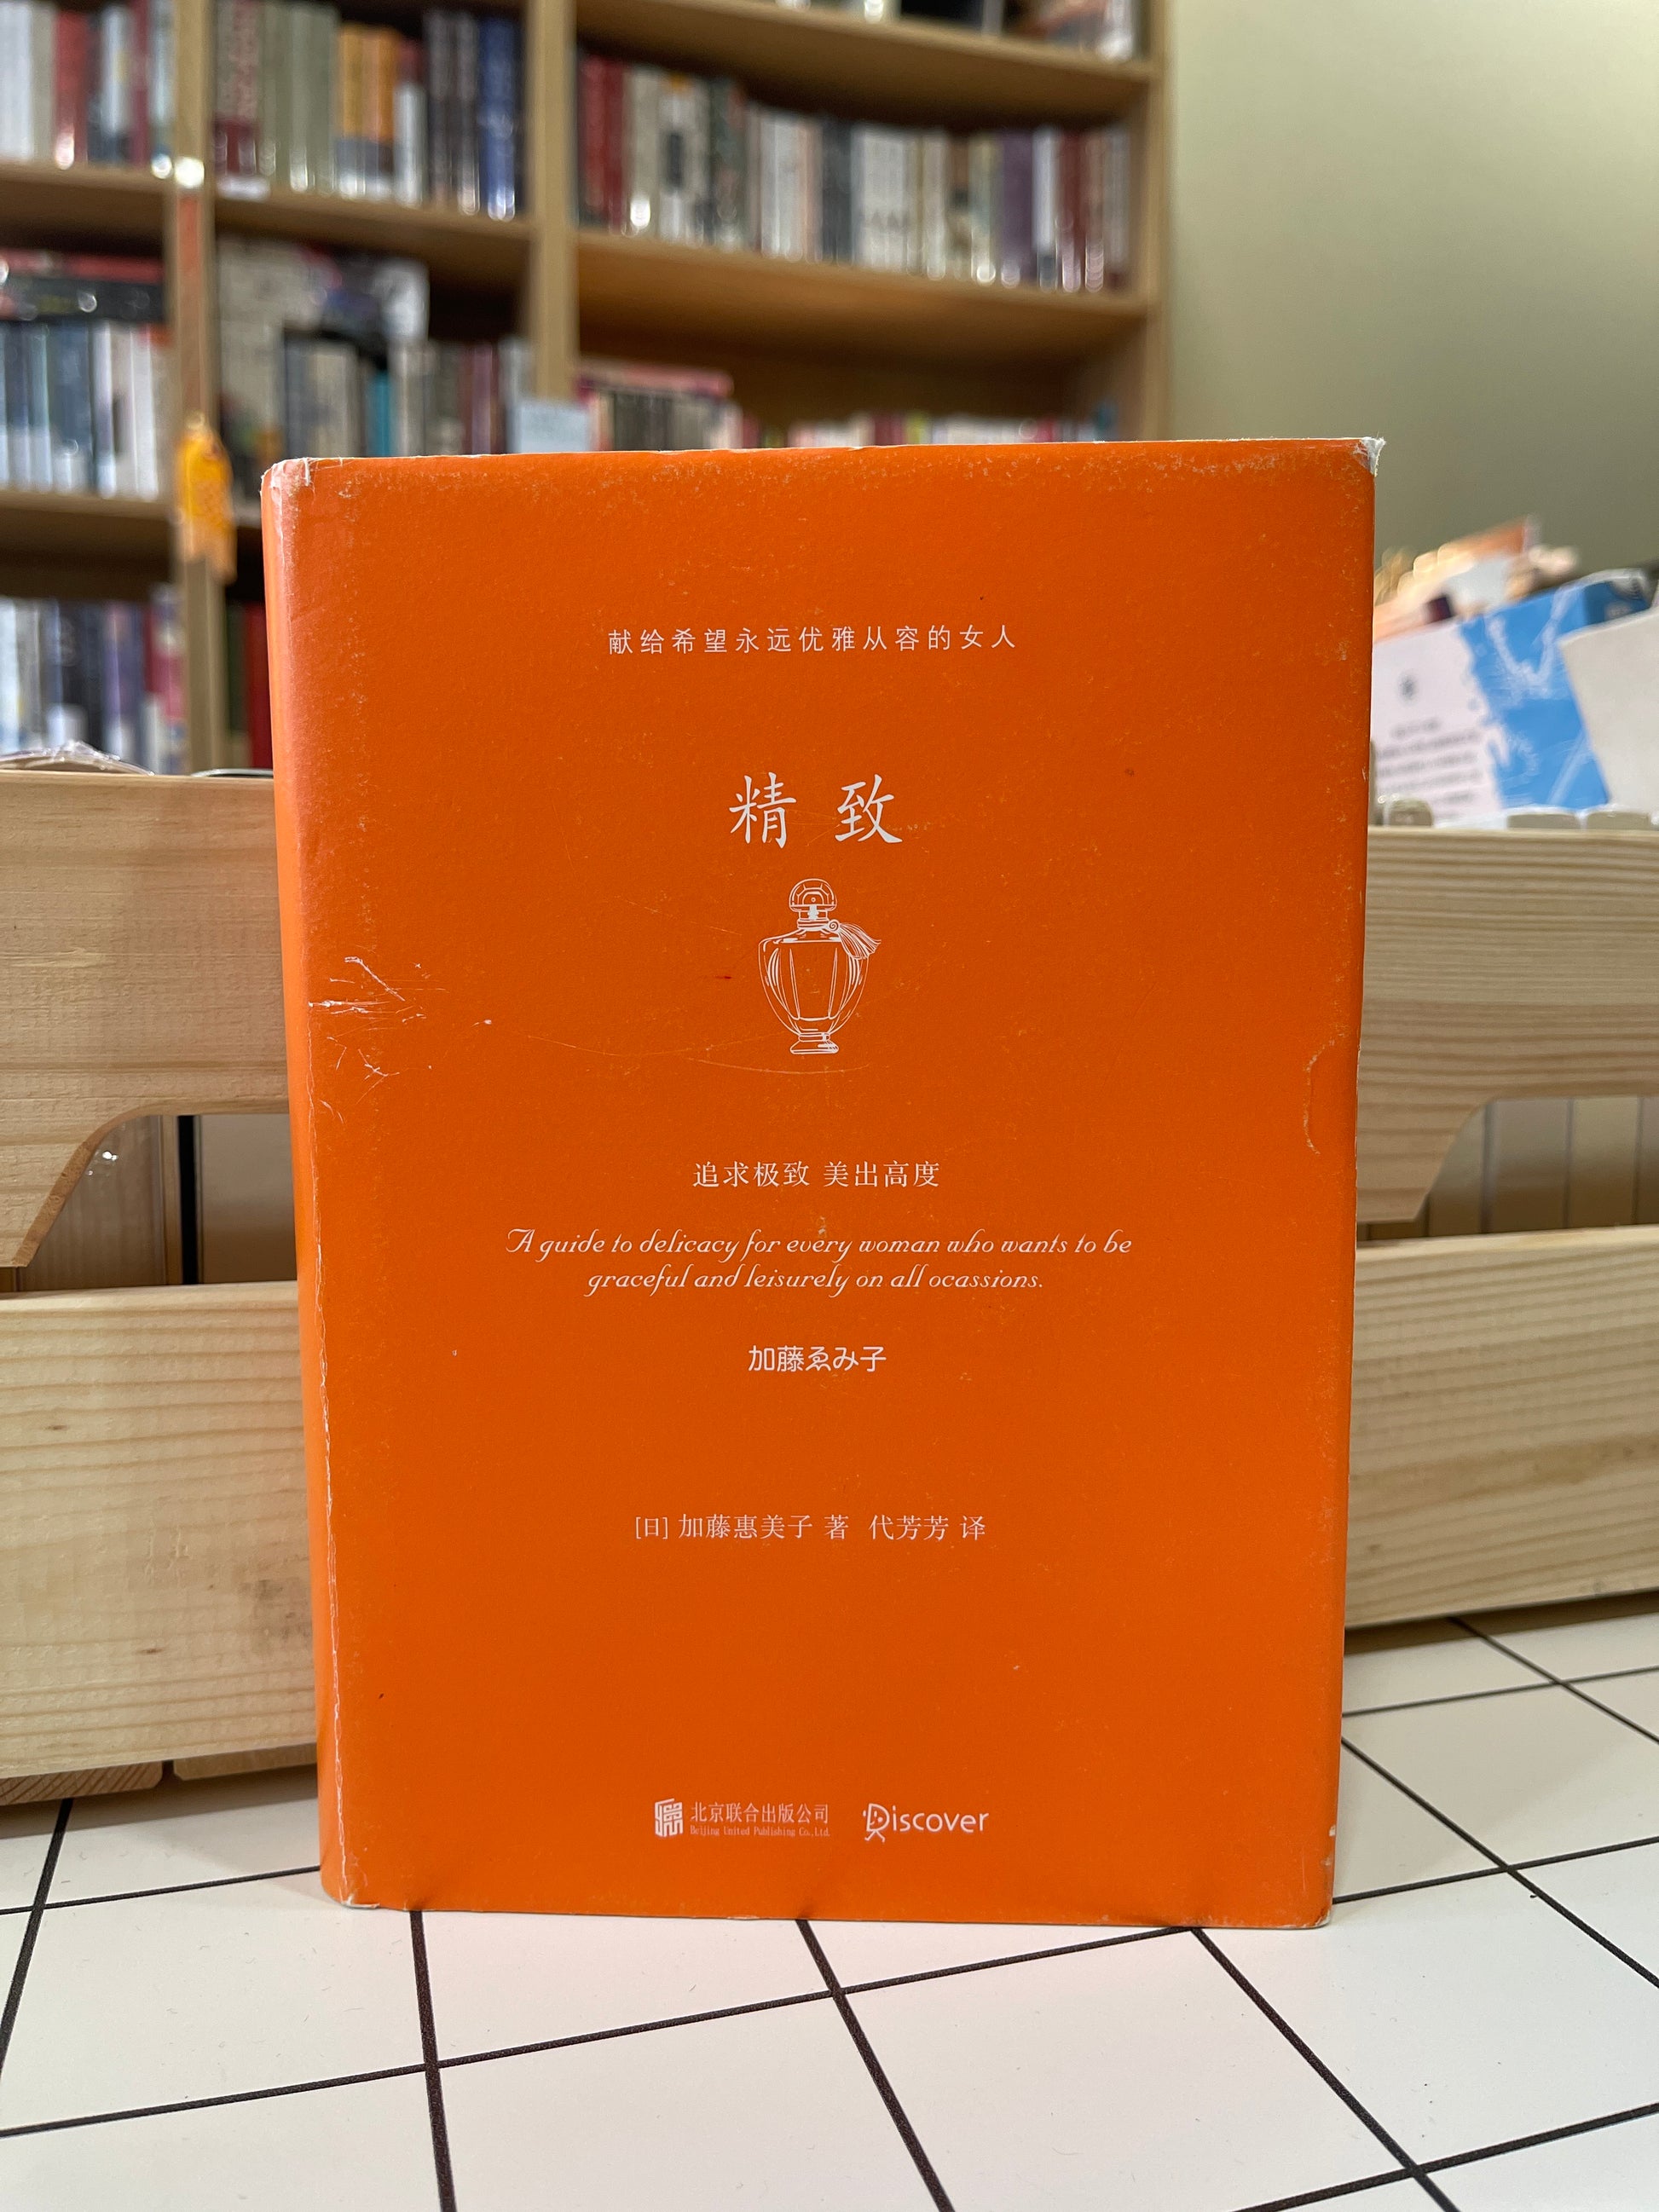 献给希望永远优雅从容的女人
精致
追求极致 美出高度
A guide to delicacy for every woman who wants to be
graceful and leisurely on all ocassions.
加藤ゑみ子
[日] 加藤惠美子 著 代芳芳 译
北京联合出版公司
Beijing United Publishing Co.,Ltd.
Discover